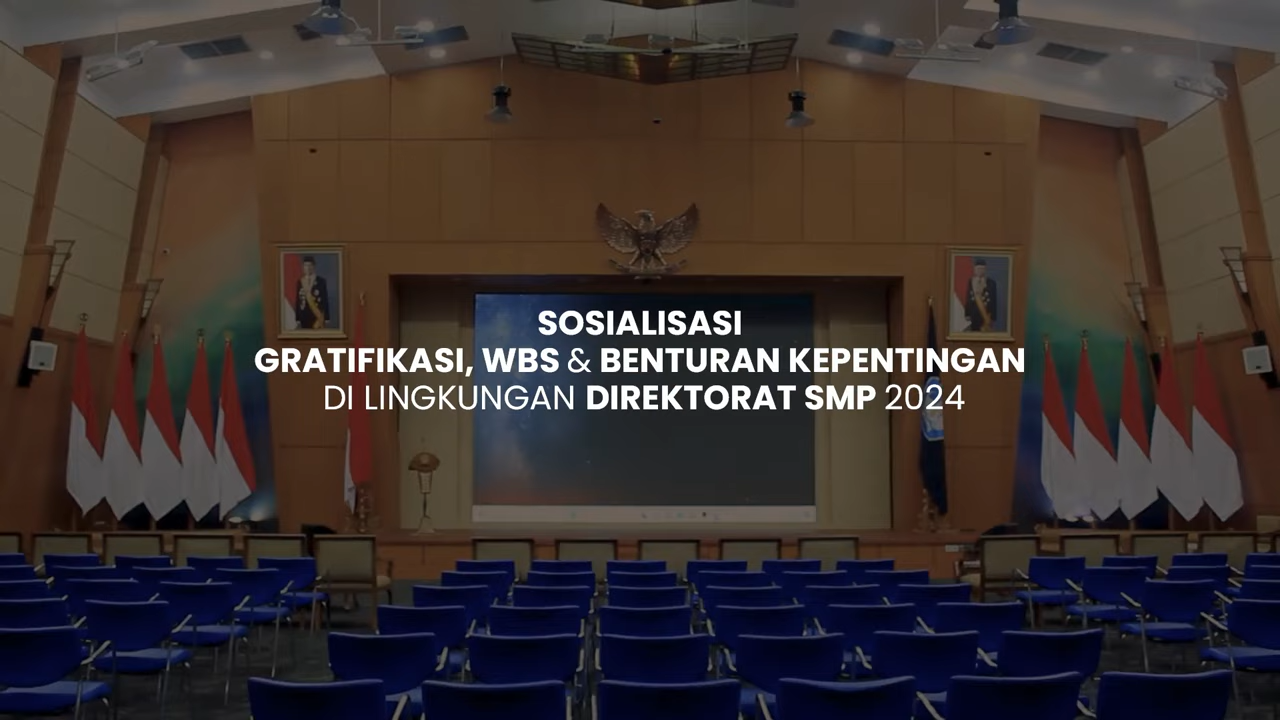 SOSIALISASI
GRATIFIKASI, WBS & BENTURAN KEPENTINGAN
DI LINGKUNGAN DIREKTORAT SMP 2024